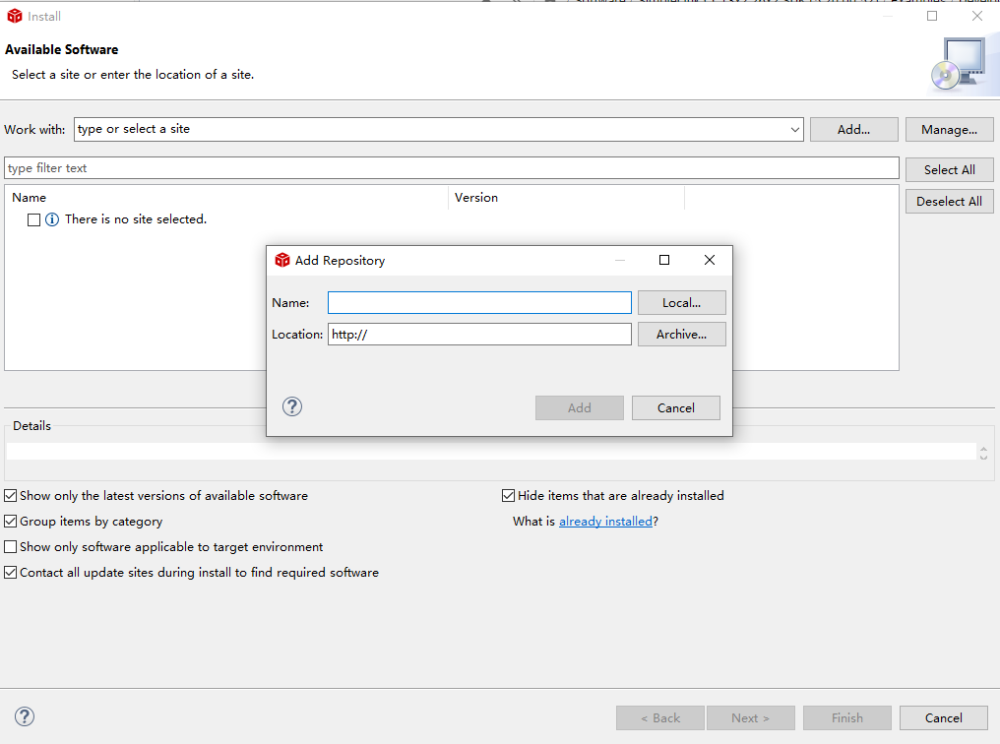 Install
Available Software
Select a site or enter the location of a site.
Work with: type or select a site Add... Manage...
type filter text Select All
Name Version Deselect All
There is no site selected.
Add Repository
Name: Local...
Location: http:// Archive...
Add Cancel
Details
Show only the latest versions of available software Hide items that are already installed
Group items by category What is already installed?
Show only software applicable to target environment
Contact all update sites during install to find required software
< Back Next > Finish Cancel